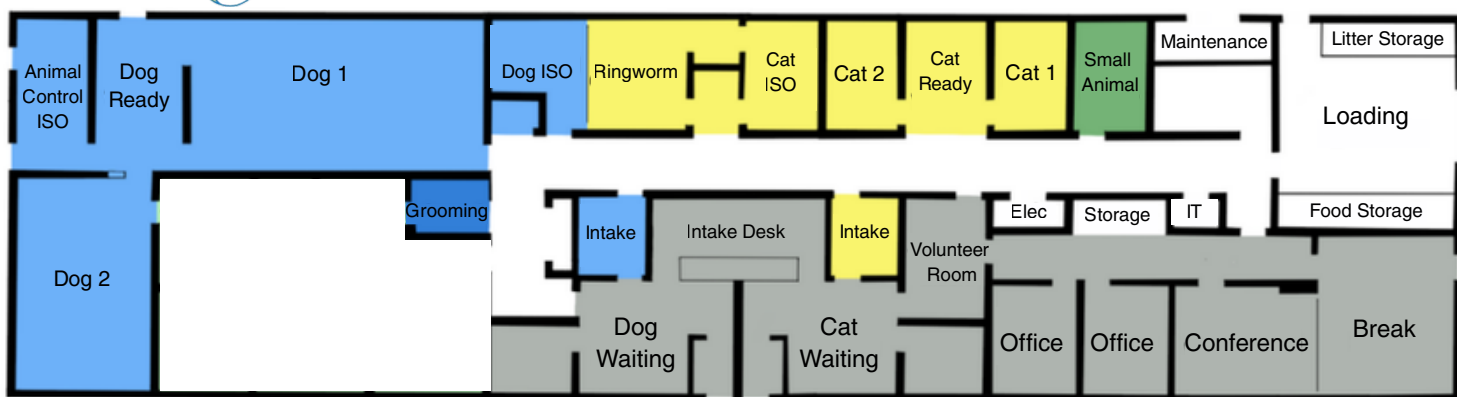 Animal
Control
ISO
Dog
Ready
Dog 1
Dog ISO
Ringworm
Cat
ISO
Cat 2
Cat
Ready
Cat 1
Small
Animal
Maintenance
Litter Storage
Loading
Grooming
Intake
Intake Desk
Intake
Volunteer
Room
Elec
Storage
IT
Food Storage
Dog 2
Dog
Waiting
Cat
Waiting
Office
Office
Conference
Break